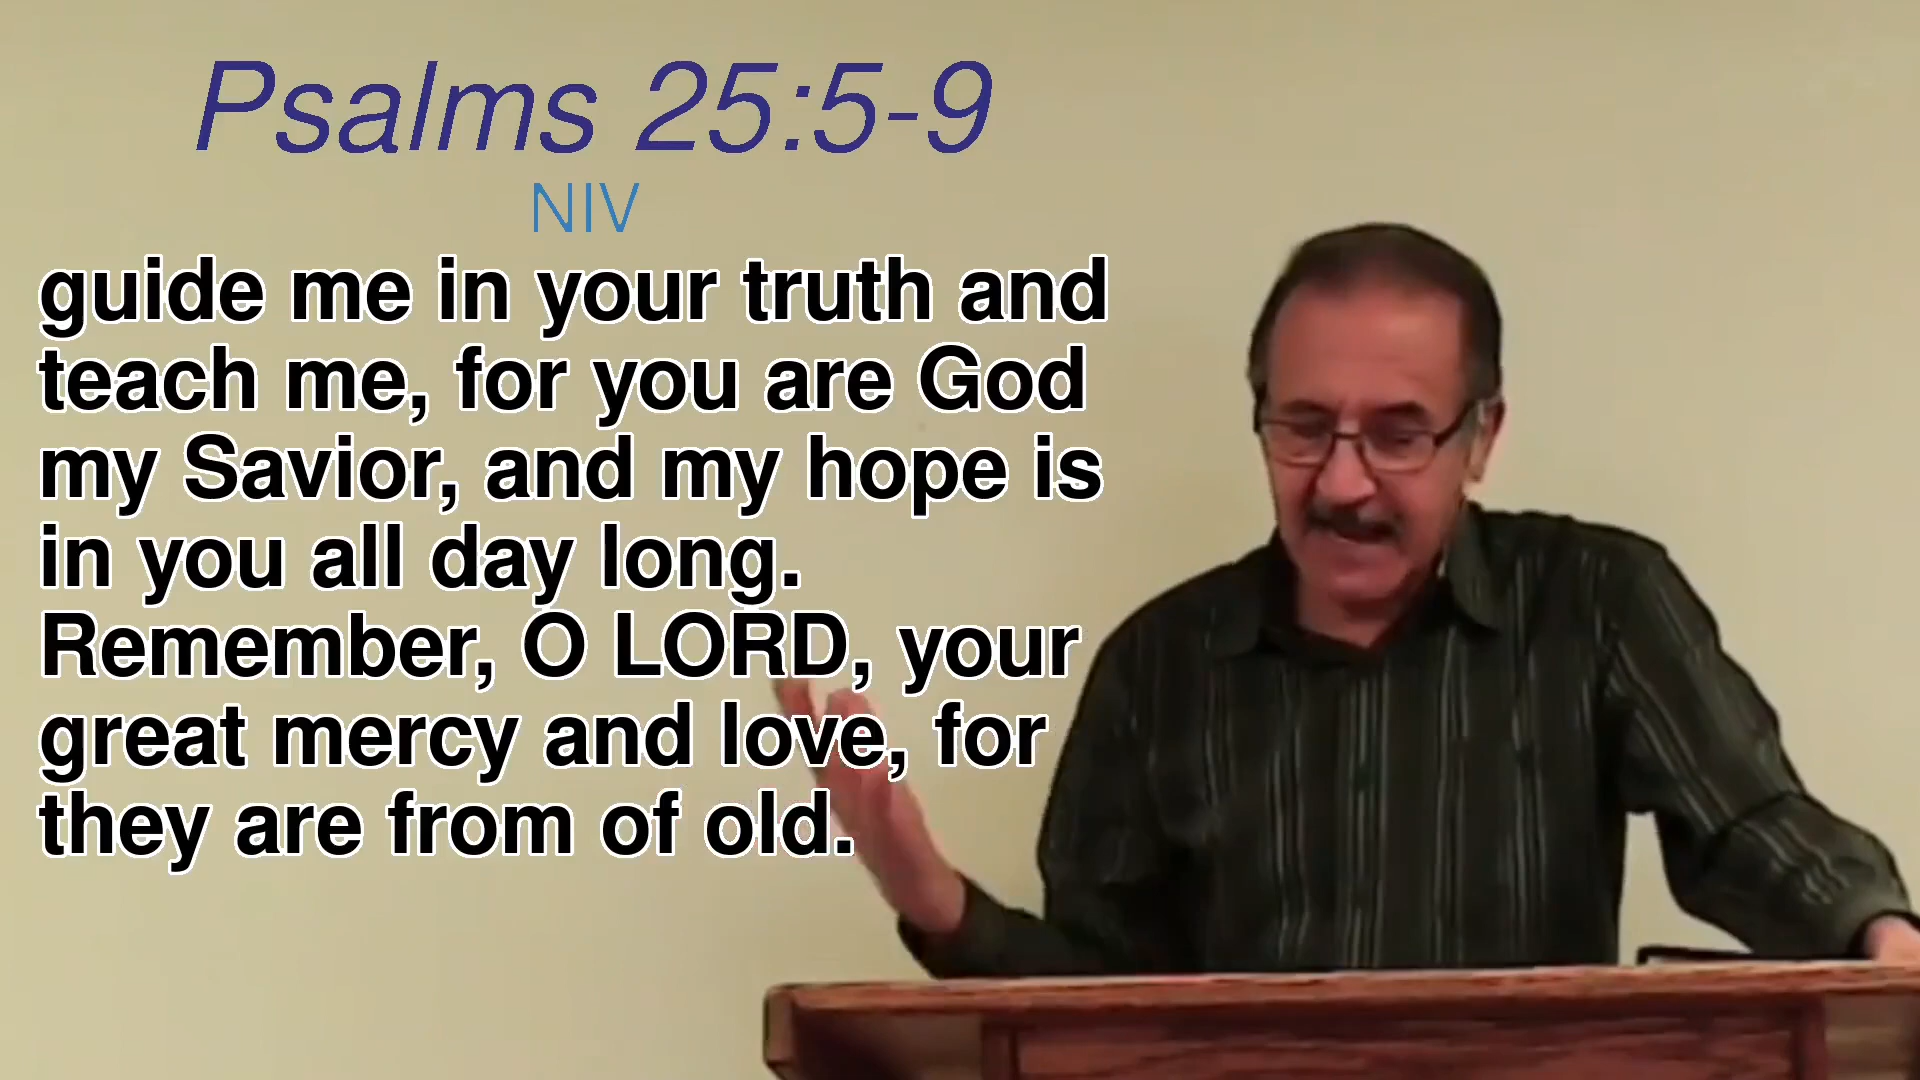 Psalms 25:5-9
NIV
guide me in your truth and
teach me, for you are God
my Savior, and my hope is
in you all day long.
Remember, O LORD, your
great mercy and love, for
they are from of old.